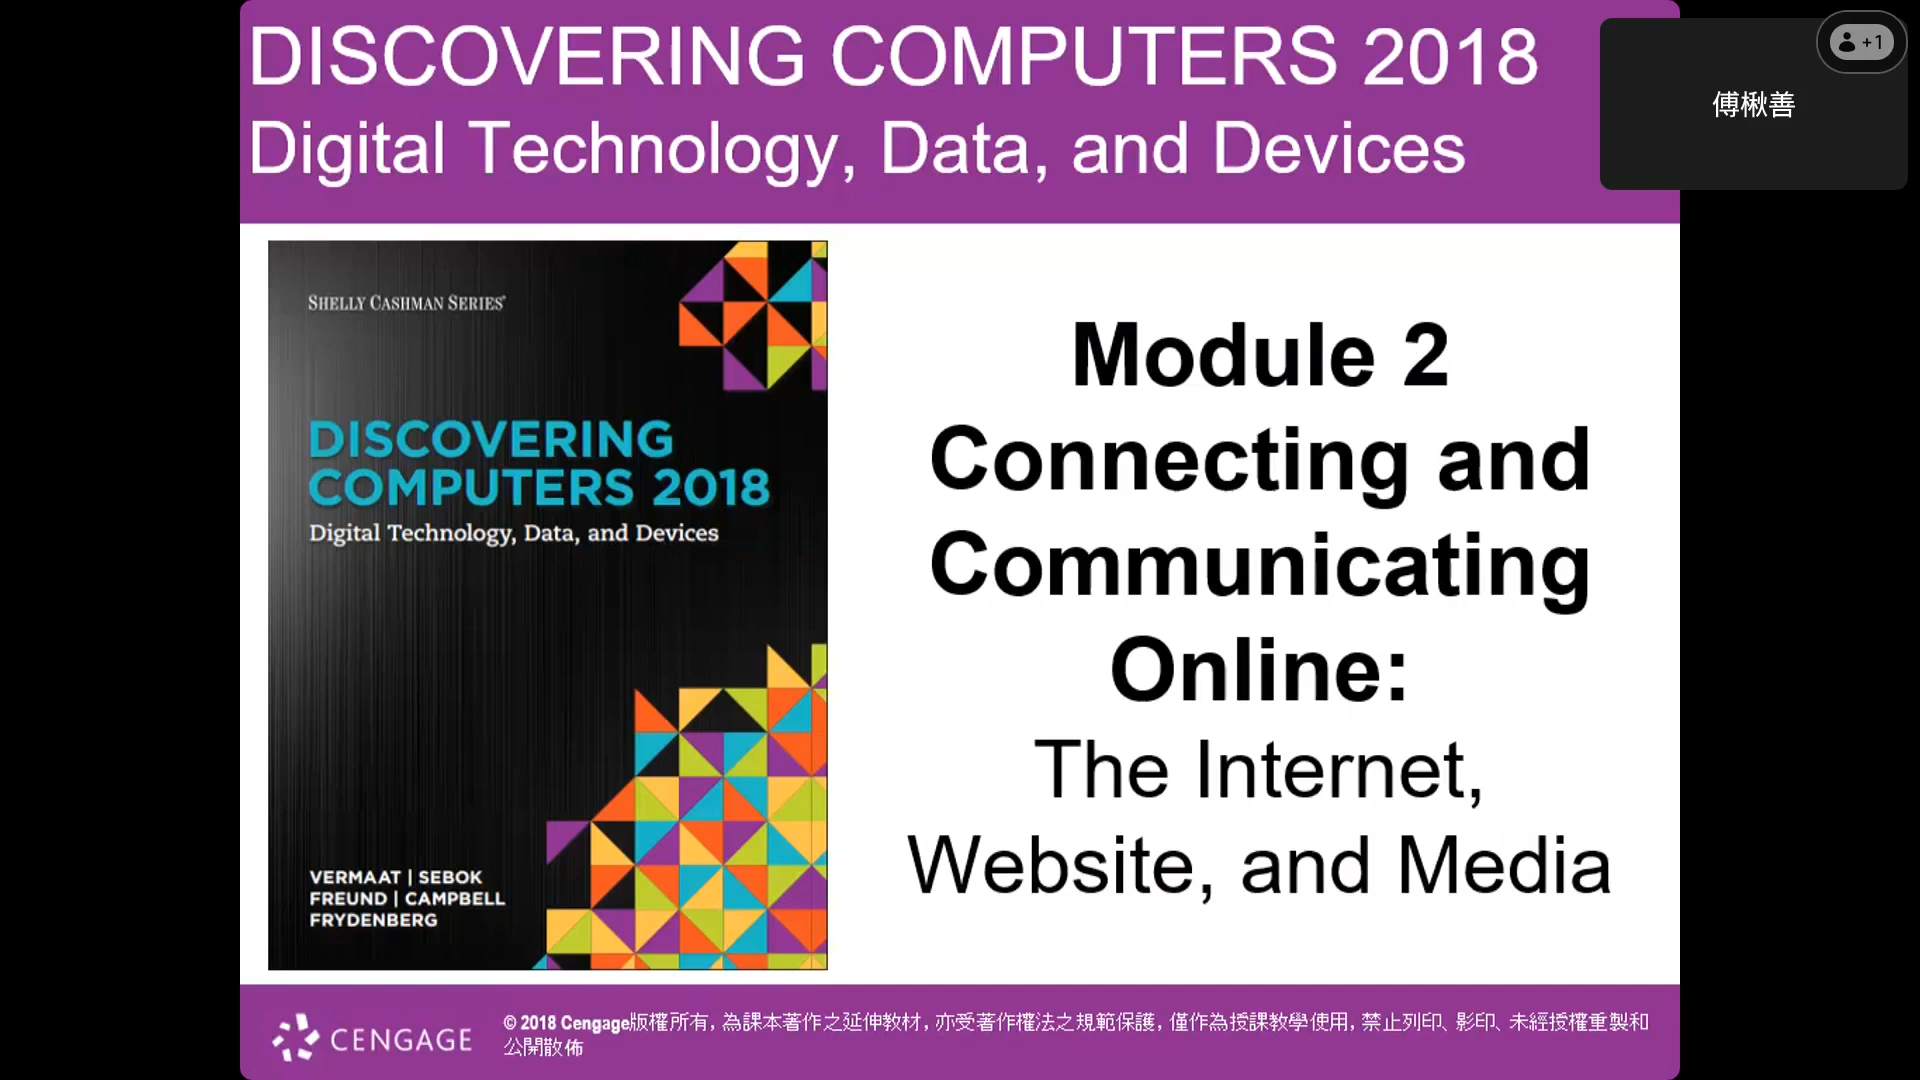 DISCOVERING COMPUTERS 2018
Digital Technology, Data, and Devices
+1
傅楸善
SHELLY CASHMAN SERIES®
DISCOVERING
COMPUTERS 2018
Digital Technology, Data, and Devices
VERMAAT | SEBOK
FREUND | CAMPBELL
FRYDENBERG
Module 2
Connecting and
Communicating
Online:
The Internet,
Website, and Media
CENGAGE
© 2018 Cengage版權所有,為課本著作之延伸教材,亦受著作權法之規範保護,僅作為授課教學使用,禁止列印、影印、未經授權重製和
公開散佈